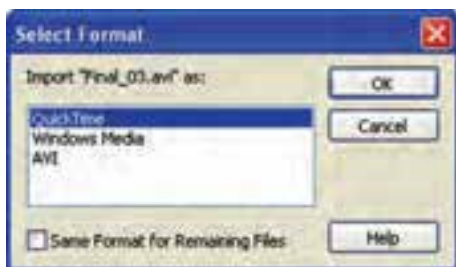 Select Format
Import "Final_03.avi" as:
OK
QuickTime
Cancel
Windows Media
AVI
Same Format for Remaining Files
Help